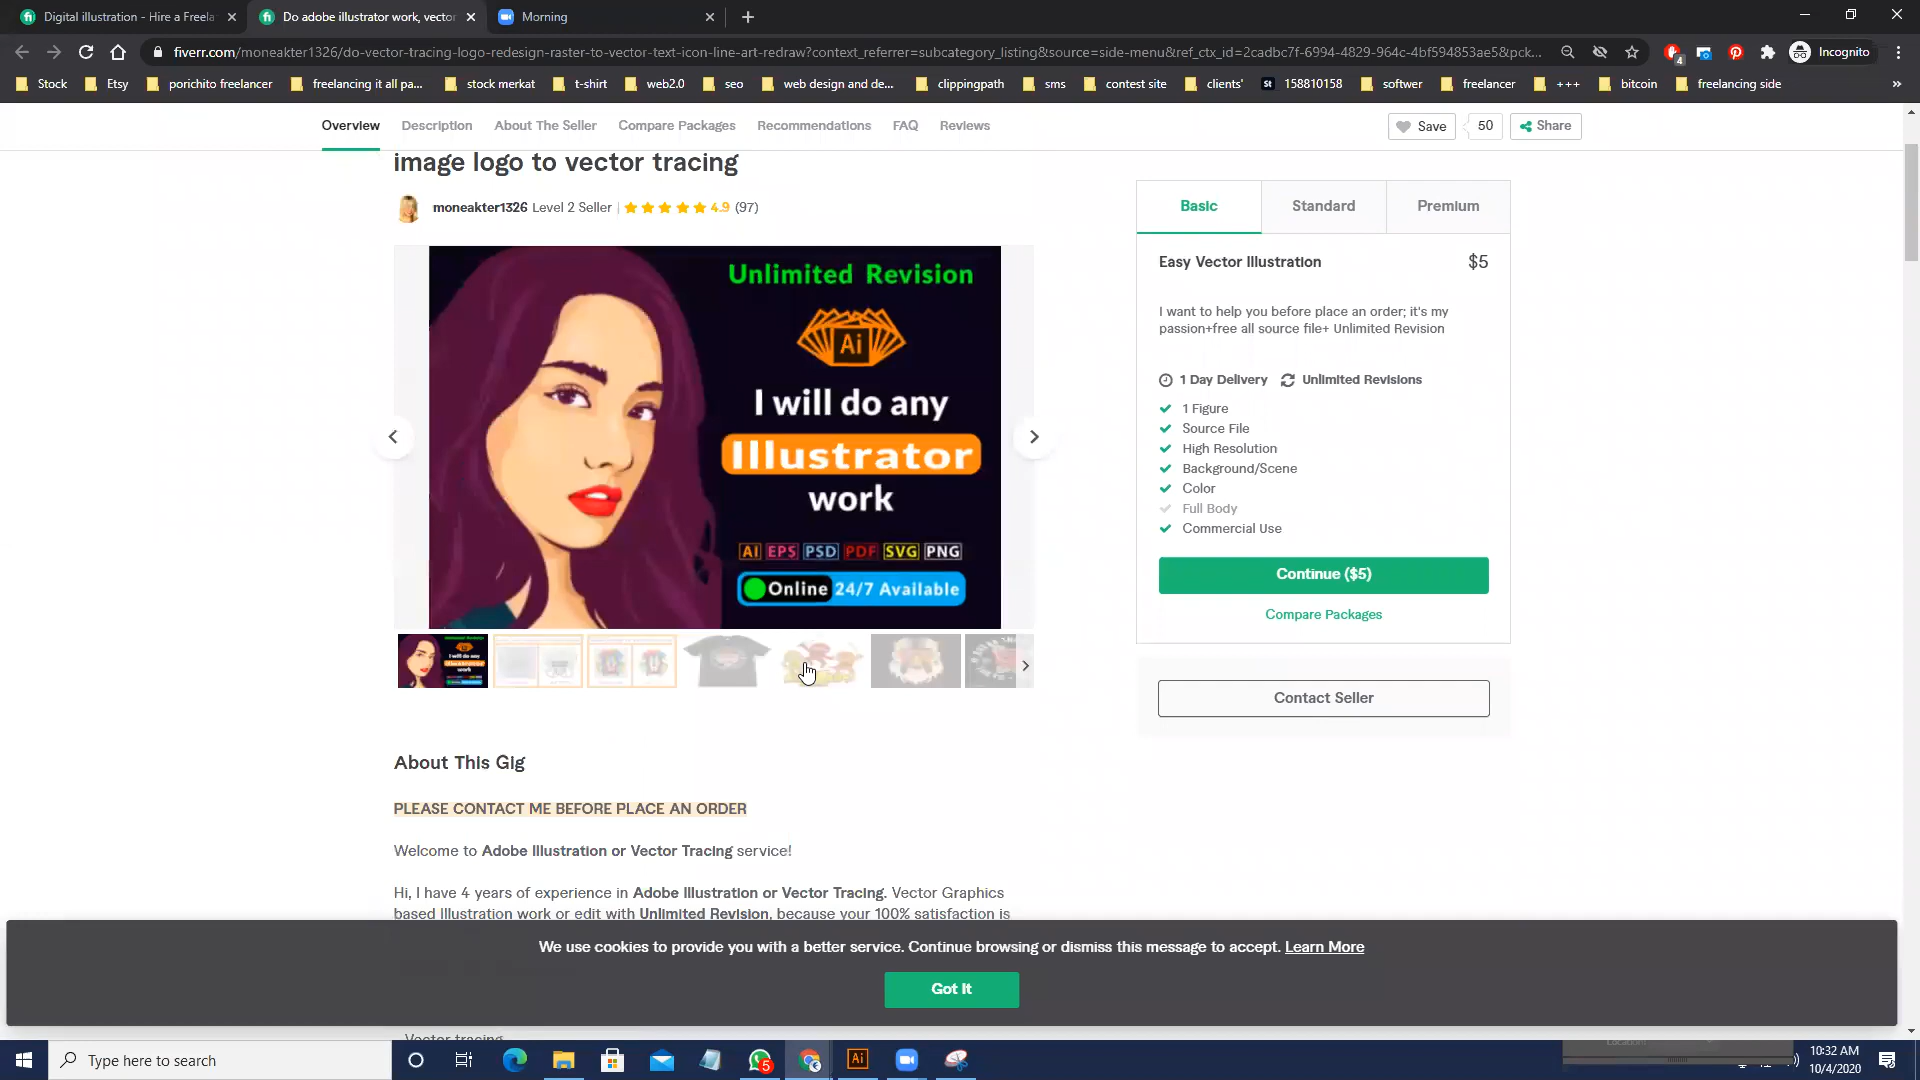 Digital illustration - Hire a Freela
Do adobe illustrator work, vector
Morning
fiverr.com/moneakter1326/do-vector-tracing-logo-redesign-raster-to-vector-text-icon-line-art-redraw?context_referrer=subcategory_listing&source=side-menu&ref_ctx_id=2cadbc7f-6994-4829-964c-4bf594853ae5&pck...
4
Incognito
Stock
Etsy
porichito freelancer
freelancing it all pa...
stock merkat
t-shirt
web2.0
seo
web design and de...
clippingpath
sms
contest site
clients'
St 158810158
softwer
freelancer
+++
bitcoin
freelancing side
»
Overview
Description
About The Seller
Compare Packages
Recommendations
FAQ
Reviews
Save
50
Share
image logo to vector tracing
moneakter1326 Level 2 Seller | 4.9 (97)
Unlimited Revision
Ai
I will do any
Illustrator
work
AI EPS PSD PDF SVG PNG
Online 24/7 Available
Basic
Standard
Premium
Easy Vector Illustration
$5
I want to help you before place an order; it's my
passion+free all source file+ Unlimited Revision
1 Day Delivery
Unlimited Revisions
1 Figure
Source File
High Resolution
Background/Scene
Color
Full Body
Commercial Use
Continue ($5)
Compare Packages
Contact Seller
About This Gig
PLEASE CONTACT ME BEFORE PLACE AN ORDER
Welcome to Adobe Illustration or Vector Tracing service!
Hi, I have 4 years of experience in Adobe Illustration or Vector Tracing. Vector Graphics
based Illustration work or edit with Unlimited Revision, because your 100% satisfaction is
We use cookies to provide you with a better service. Continue browsing or dismiss this message to accept. Learn More
Got It
Vector tracing
Type here to search
5
Ai
10:32 AM
10/4/2020